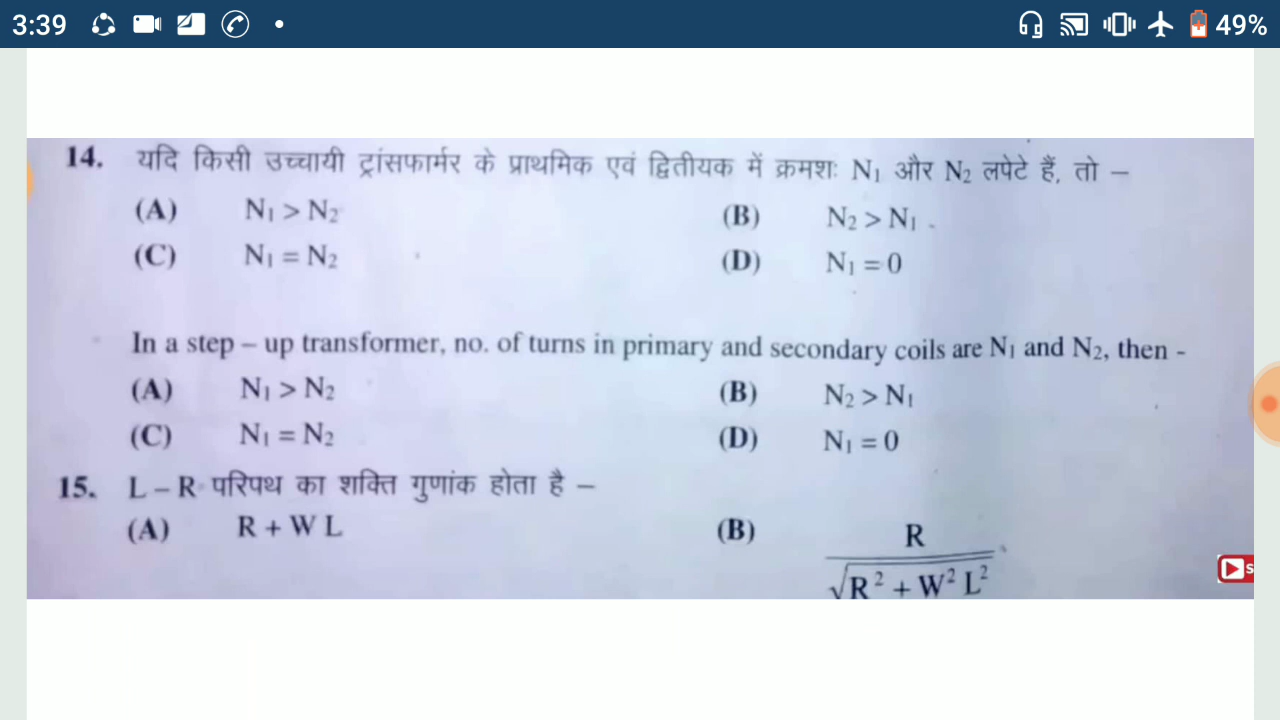 3:39 49%
14. यदि किसी उच्चायी ट्रांसफार्मर के प्राथमिक एवं द्वितीयक में क्रमशः N₁ और N₂ लपेटे हैं, तो –
(A) N₁ > N₂ (B) N₂ > N₁
(C) N₁ = N₂ (D) N₁ = 0
In a step – up transformer, no. of turns in primary and secondary coils are N₁ and N₂, then -
(A) N₁ > N₂ (B) N₂ > N₁
(C) N₁ = N₂ (D) N₁ = 0
15. L – R परिपथ का शक्ति गुणांक होता है –
(A) R + W L (B) R
√R² + W² L²
S